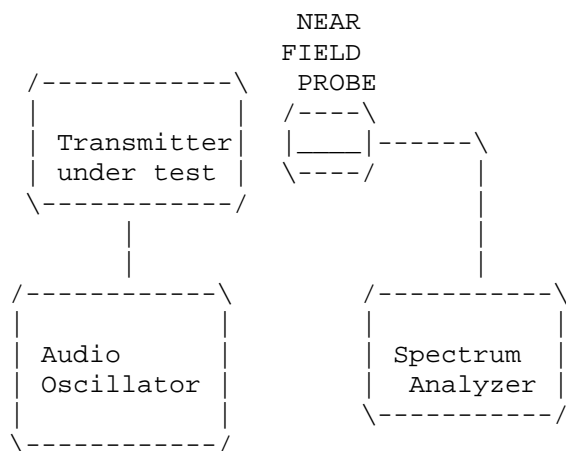 NEAR
FIELD
PROBE
Transmitter
under test
Audio
Oscillator
Spectrum
Analyzer